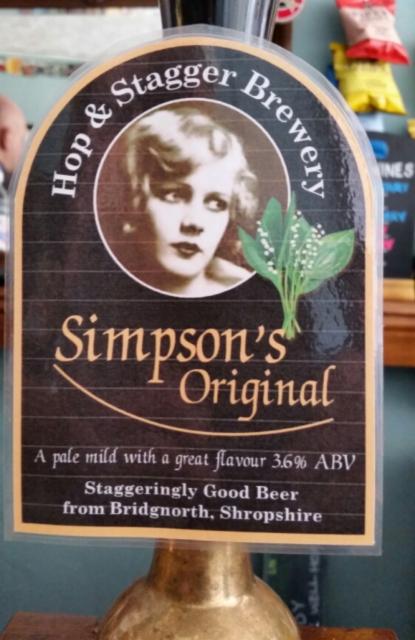 Hop & Stagger Brewery
Simpson's
Original
A pale mild with a great flavour 3.6% ABV
Staggeringly Good Beer
from Bridgnorth, Shropshire